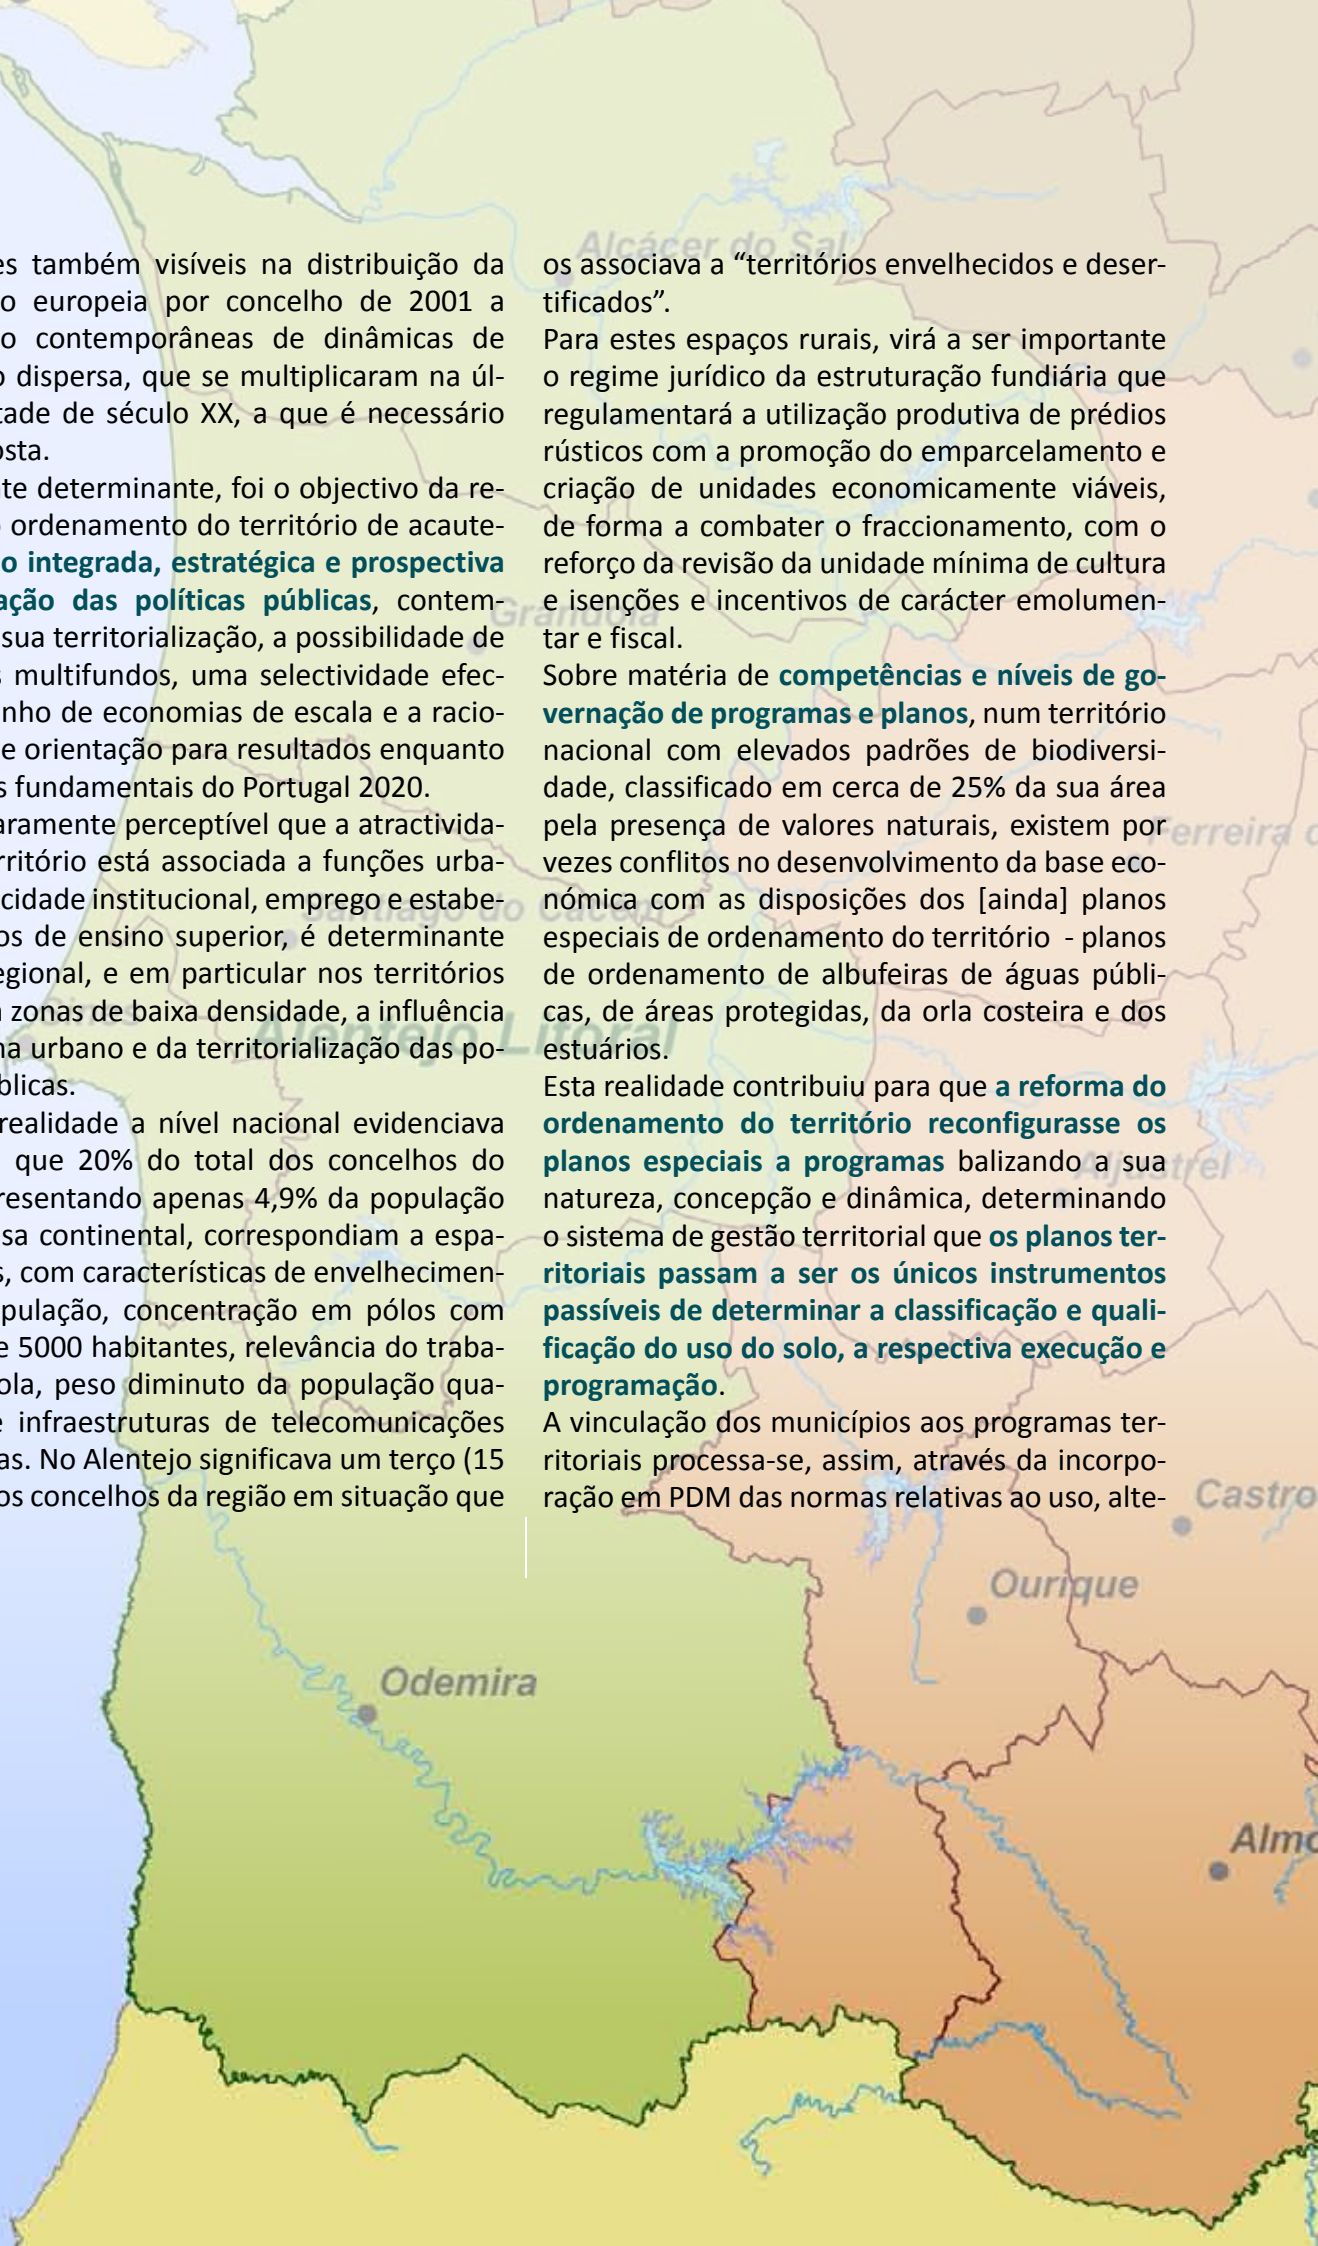 es também visíveis na distribuição da
o europeia por concelho de 2001 a
o contemporâneas de dinâmicas de
o dispersa, que se multiplicaram na úl-
tade de século XX, a que é necessário
osta.
te determinante, foi o objectivo da re-
o ordenamento do território de acaute-
o integrada, estratégica e prospectiva
ação das políticas públicas, contem-
sua territorialização, a possibilidade de
s multifundos, uma selectividade efec-
nho de economias de escala e a racio-
e orientação para resultados enquanto
s fundamentais do Portugal 2020.
aramente perceptível que a atractivida-
rritório está associada a funções urba-
cidade institucional, emprego e estabe-
os de ensino superior, é determinante
egional, e em particular nos territórios
n zonas de baixa densidade, a influência
na urbano e da territorialização das po-
blicas.
realidade a nível nacional evidenciava
que 20% do total dos concelhos do
presentando apenas 4,9% da população
sa continental, correspondiam a espa-
s, com características de envelhecimen-
pulação, concentração em pólos com
e 5000 habitantes, relevância do traba-
ola, peso diminuto da população qua-
e infraestruturas de telecomunicações
as. No Alentejo significava um terço (15
os concelhos da região em situação que
os associava a “territórios envelhecidos e deser-
tificados”.
Para estes espaços rurais, virá a ser importante
o regime jurídico da estruturação fundiária que
regulamentará a utilização produtiva de prédios
rústicos com a promoção do emparcelamento e
criação de unidades economicamente viáveis,
de forma a combater o fraccionamento, com o
reforço da revisão da unidade mínima de cultura
e isenções e incentivos de carácter emolumen-
tar e fiscal.
Sobre matéria de competências e níveis de go-
vernação de programas e planos, num território
nacional com elevados padrões de biodiversi-
dade, classificado em cerca de 25% da sua área
pela presença de valores naturais, existem por
vezes conflitos no desenvolvimento da base eco-
nómica com as disposições dos [ainda] planos
especiais de ordenamento do território - planos
de ordenamento de albufeiras de águas públi-
cas, de áreas protegidas, da orla costeira e dos
estuários.
Esta realidade contribuiu para que a reforma do
ordenamento do território reconfigurasse os
planos especiais a programas balizando a sua
natureza, concepção e dinâmica, determinando
o sistema de gestão territorial que os planos ter-
ritoriais passam a ser os únicos instrumentos
passíveis de determinar a classificação e quali-
ficação do uso do solo, a respectiva execução e
programação.
A vinculação dos municípios aos programas ter-
ritoriais processa-se, assim, através da incorpo-
ração em PDM das normas relativas ao uso, alte-
Alcácer do Sal
Grândola
Ferreira d
Santiago do Cacém
Sines
Alentejo Litoral
Aljustrel
Castro
Ourique
Odemira
Almo